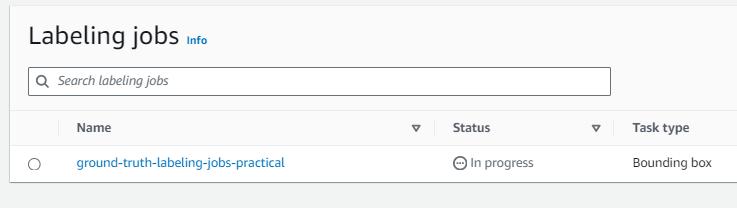 Labeling jobs Info
Search labeling jobs
Name Status Task type
ground-truth-labeling-jobs-practical In progress Bounding box